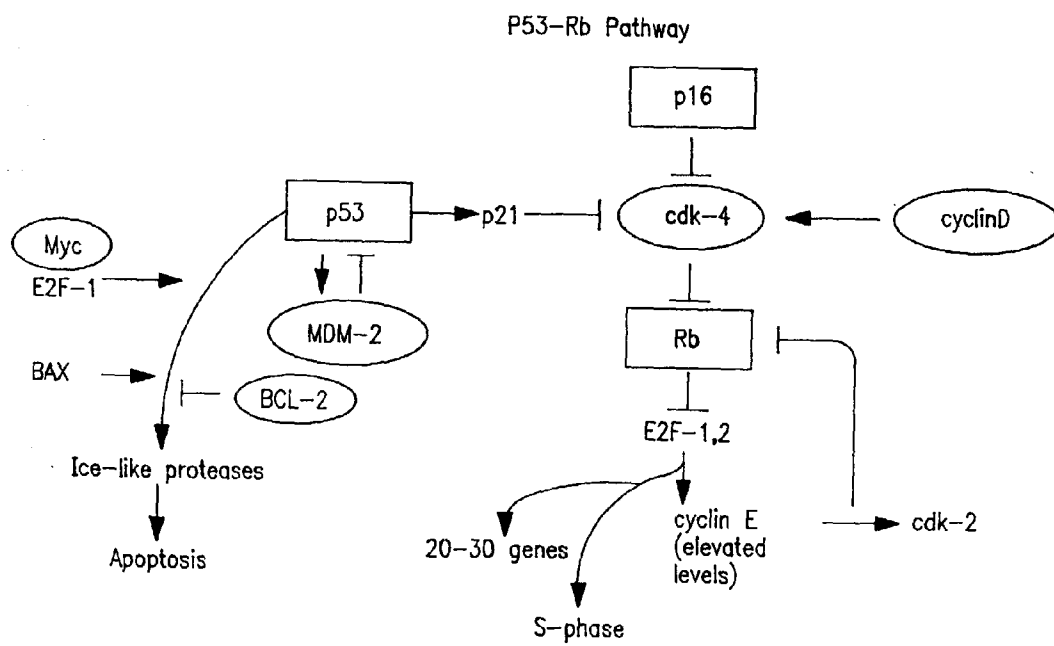 P53-Rb Pathway
p16
p53
p21
cdk-4
cyclinD
Myc
E2F-1
MDM-2
Rb
BAX
BCL-2
E2F-1,2
Ice-like proteases
20-30 genes
cyclin E
(elevated
levels)
cdk-2
Apoptosis
S-phase